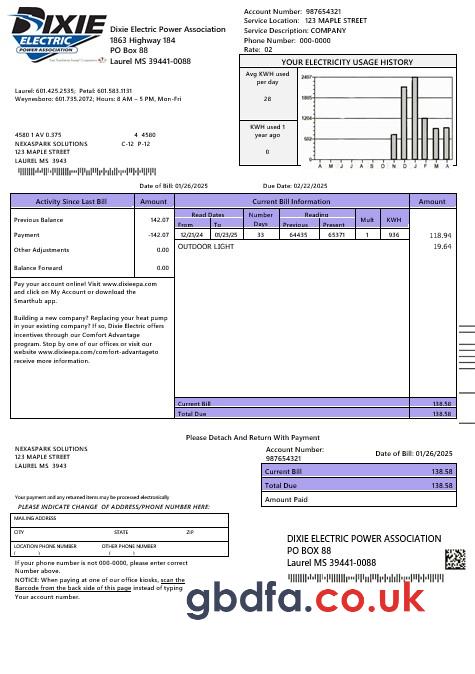 DIXIE
ELECTRIC
POWER ASSOCIATION
Dixie Electric Power Association
1863 Highway 184
PO Box 88
Laurel MS 39441-0088
Account Number: 987654321
Service Location: 123 MAPLE STREET
Service Description: COMPANY
Phone Number: 000-0000
Rate: 02
YOUR ELECTRICITY USAGE HISTORY
Avg KWH used
per day
28
KWH used 1
year ago
0
2407
1805
1204
602
0
A M J J A S O N D J F M A
Laurel: 601.425.2535; Petal: 601.583.1131
Waynesboro: 601.735.2072; Hours: 8 AM – 5 PM, Mon-Fri
4580 1 AV 0.375 4 4580
NEXASPARK SOLUTIONS C-12 P-12
123 MAPLE STREET
LAUREL MS 3943
Date of Bill: 01/26/2025 Due Date: 02/22/2025
Activity Since Last Bill Amount Current Bill Information Amount
Read Dates Number Days Reading Mult KWH
From To Previous Present
Previous Balance 142.07
Payment -142.07 12/21/24 01/23/25 33 64435 65371 1 936 118.94
OUTDOOR LIGHT 19.64
Other Adjustments 0.00
Balance Forward 0.00
Pay your account online! Visit www.dixieepa.com
and click on My Account or download the
Smarthub app.
Building a new company? Replacing your heat pump
in your existing company? If so, Dixie Electric offers
incentives through our Comfort Advantage
program. Stop by one of our offices or visit our
website www.dixieepa.com/comfort-advantageto
receive more information.
Current Bill 138.58
Total Due 138.58
Please Detach And Return With Payment
NEXASPARK SOLUTIONS
123 MAPLE STREET
LAUREL MS 3943
Account Number:
987654321
Date of Bill: 01/26/2025
Current Bill 138.58
Total Due 138.58
Amount Paid
Your payment and any returned items may be processed electronically
PLEASE INDICATE CHANGE OF ADDRESS/PHONE NUMBER HERE:
MAILING ADDRESS
CITY STATE ZIP
LOCATION PHONE NUMBER OTHER PHONE NUMBER
( ) ( )
If your phone number is not 000-0000, please enter correct
Number above.
NOTICE: When paying at one of our office kiosks, scan the
Barcode from the back side of this page instead of typing
Your account number.
DIXIE ELECTRIC POWER ASSOCIATION
PO BOX 88
Laurel MS 39441-0088
gbdfa.co.uk